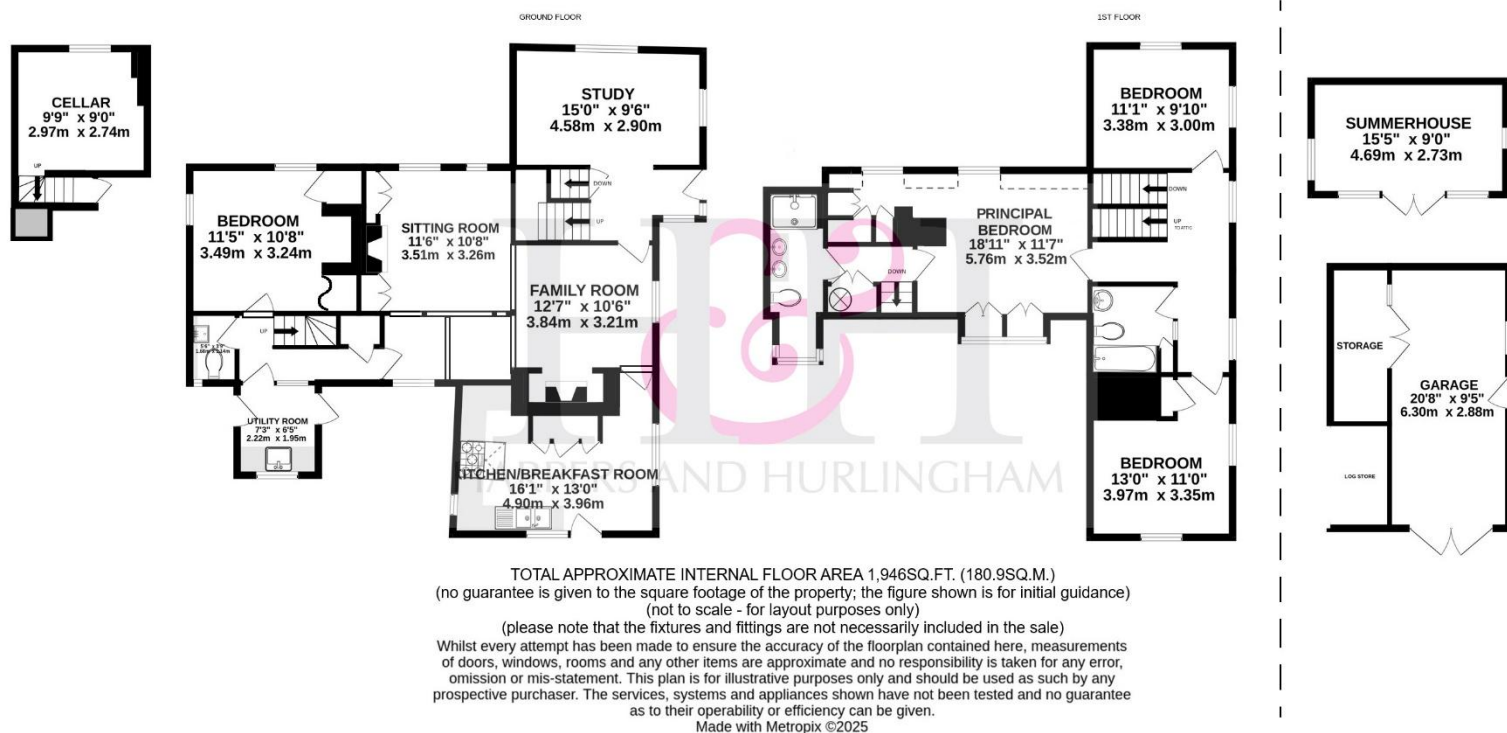 GROUND FLOOR
CELLAR
9'9" x 9'0"
2.97m x 2.74m
UP
STUDY
15'0" x 9'6"
4.58m x 2.90m
DOWN
UP
BEDROOM
11'5" x 10'8"
3.49m x 3.24m
SITTING ROOM
11'6" x 10'8"
3.51m x 3.26m
FAMILY ROOM
12'7" x 10'6"
3.84m x 3.21m
UP
UTILITY ROOM
7'3" x 6'5"
2.22m x 1.95m
KITCHEN/BREAKFAST ROOM
16'1" x 13'0"
4.90m x 3.96m
1ST FLOOR
BEDROOM
11'1" x 9'10"
3.38m x 3.00m
DOWN
UP
TO ATTIC
PRINCIPAL
BEDROOM
18'11" x 11'7"
5.76m x 3.52m
DOWN
BEDROOM
13'0" x 11'0"
3.97m x 3.35m
SUMMERHOUSE
15'5" x 9'0"
4.69m x 2.73m
STORAGE
GARAGE
20'8" x 9'5"
6.30m x 2.88m
LOG STORE
H&H
AND HURLINGHAM
TOTAL APPROXIMATE INTERNAL FLOOR AREA 1,946SQ.FT. (180.9SQ.M.)
(no guarantee is given to the square footage of the property; the figure shown is for initial guidance)
(not to scale - for layout purposes only)
(please note that the fixtures and fittings are not necessarily included in the sale)
Whilst every attempt has been made to ensure the accuracy of the floorplan contained here, measurements
of doors, windows, rooms and any other items are approximate and no responsibility is taken for any error,
omission or mis-statement. This plan is for illustrative purposes only and should be used as such by any
prospective purchaser. The services, systems and appliances shown have not been tested and no guarantee
as to their operability or efficiency can be given.
Made with Metropix ©2025